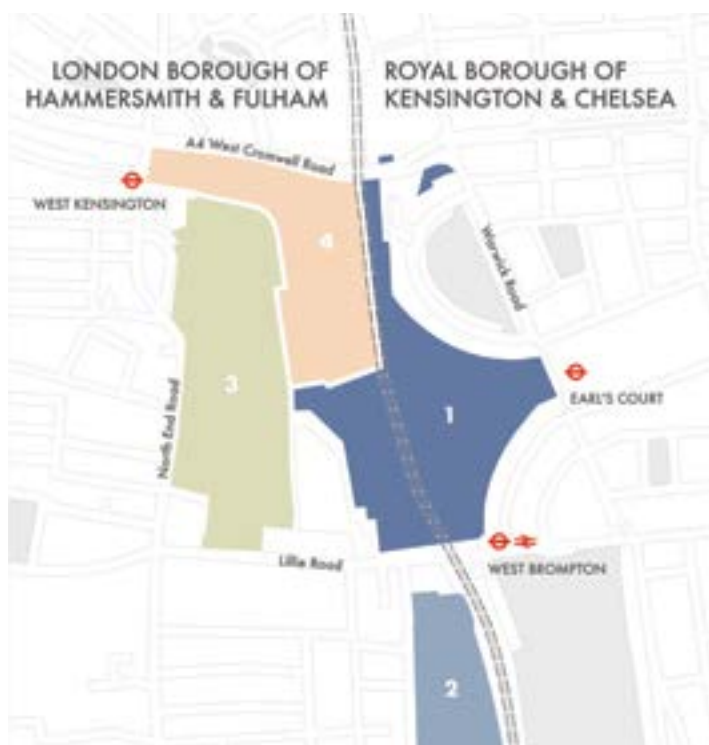 LONDON BOROUGH OF
HAMMERSMITH & FULHAM
ROYAL BOROUGH OF
KENSINGTON & CHELSEA
A4 West Cromwell Road
WEST KENSINGTON
Warwick Road
4
3
1
EARL'S COURT
North End Road
Lillie Road
WEST BROMPTON
2